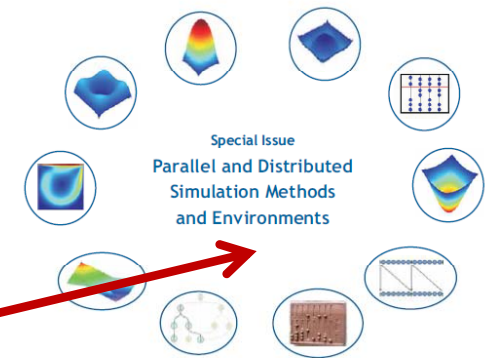 Special Issue
Parallel and Distributed
Simulation Methods
and Environments